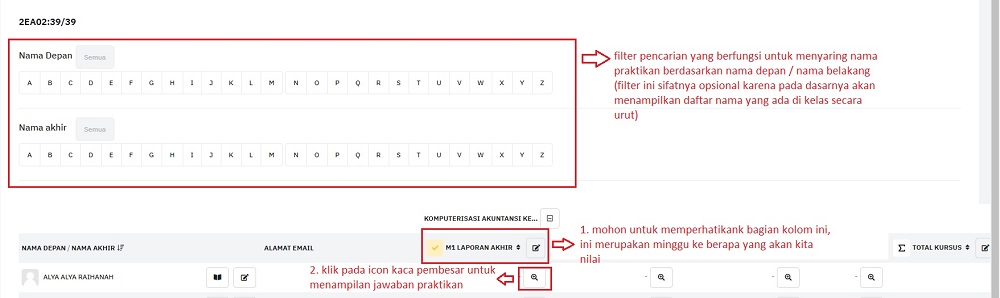 2EA02:39/39
Nama Depan Semua
A B C D E F G H I J K L M N O P Q R S T U V W X Y Z
filter pencarian yang berfungsi untuk menyaring nama
praktikan berdasarkan nama depan / nama belakang
(filter ini sifatnya opsional karena pada dasarnya akan
menampilkan daftar nama yang ada di kelas secara
urut)
Nama akhir Semua
A B C D E F G H I J K L M N O P Q R S T U V W X Y Z
KOMPUTERISASI AKUNTANSI KE...
NAMA DEPAN / NAMA AKHIR ALAMAT EMAIL M1 LAPORAN AKHIR Σ TOTAL KURSUS
1. mohon untuk memperhatikank bagian kolom ini,
ini merupakan minggu ke berapa yang akan kita
nilai
ALYA ALYA RAIHANAH - - - -
2. klik pada icon kaca pembesar untuk
menampilan jawaban praktikan